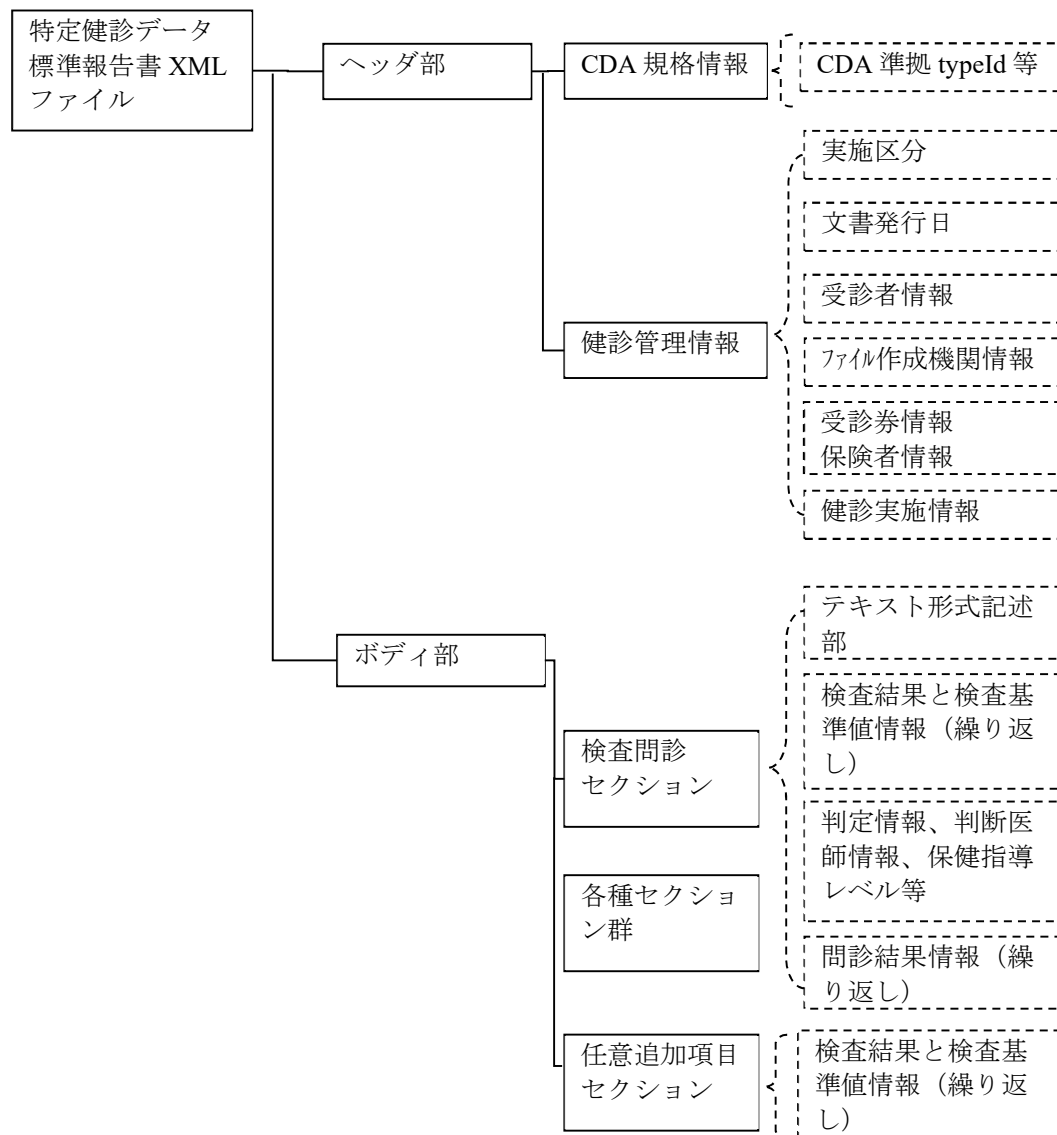 特定健診データ
標準報告書 XML
ファイル
ヘッダ部
CDA 規格情報
CDA 準拠 typeId 等
実施区分
文書発行日
受診者情報
健診管理情報
ﾌｧｲﾙ作成機関情報
受診券情報
保険者情報
健診実施情報
ボディ部
テキスト形式記述
部
検査問診
セクション
検査結果と検査基
準値情報（繰り返
し）
判定情報、判断医
師情報、保健指導
レベル等
各種セクショ
ン群
問診結果情報（繰
り返し）
任意追加項目
セクション
検査結果と検査基
準値情報（繰り返
し）